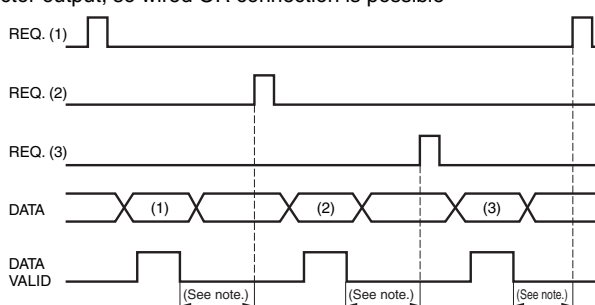 output, so wired OR connection is possible
REQ. (1)
REQ. (2)
REQ. (3)
DATA
(1)
(2)
(3)
DATA
VALID
(See note.)
(See note.)
(See note.)